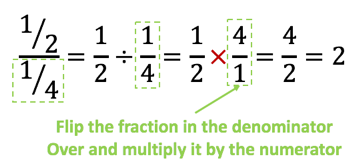 1/2 / 1/4 = 1/2 ÷ 1/4 = 1/2 × 4/1 = 4/2 = 2
Flip the fraction in the denominator
Over and multiply it by the numerator